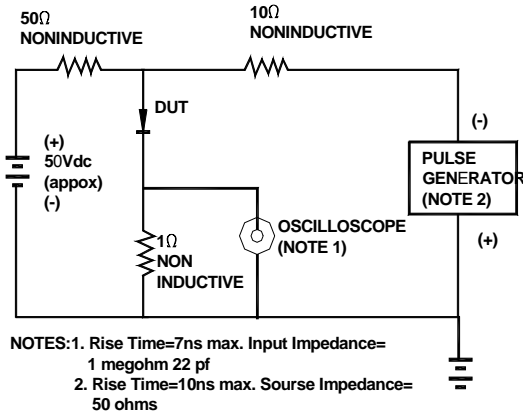 50Ω
NONINDUCTIVE
10Ω
NONINDUCTIVE
DUT
(+)
50Vdc
(appox)
(-)
(-)
PULSE
GENERATOR
(NOTE 2)
(+)
1Ω
NON
INDUCTIVE
OSCILLOSCOPE
(NOTE 1)
NOTES:1. Rise Time=7ns max. Input Impedance=
1 megohm 22 pf
2. Rise Time=10ns max. Sourse Impedance=
50 ohms